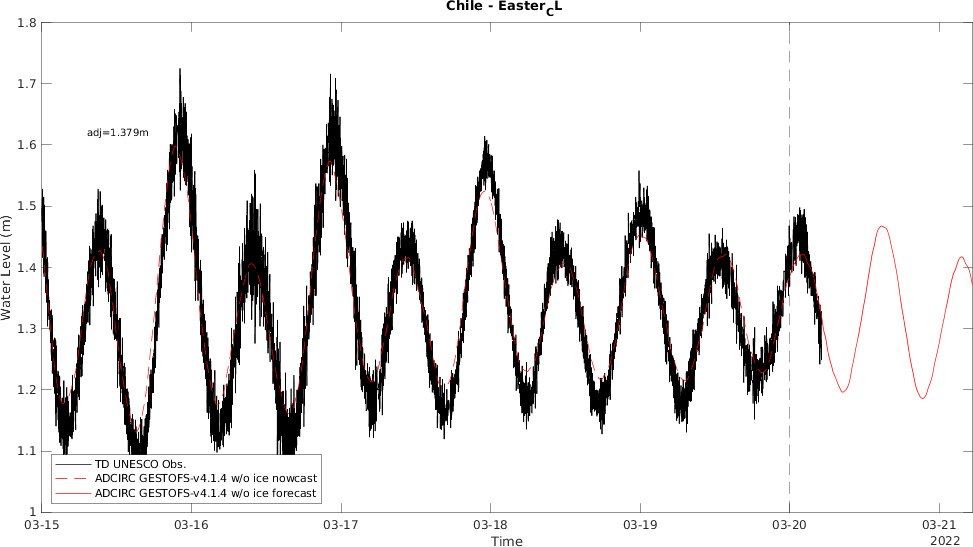 Chile - EasterCL
1.8
1.7
1.6
1.5
1.4
1.3
1.2
1.1
1
Water Level (m)
adj=1.379m
TD UNESCO Obs.
ADCIRC GESTOFS-v4.1.4 w/o ice nowcast
ADCIRC GESTOFS-v4.1.4 w/o ice forecast
03-15 03-16 03-17 03-18 03-19 03-20 03-21
Time 2022